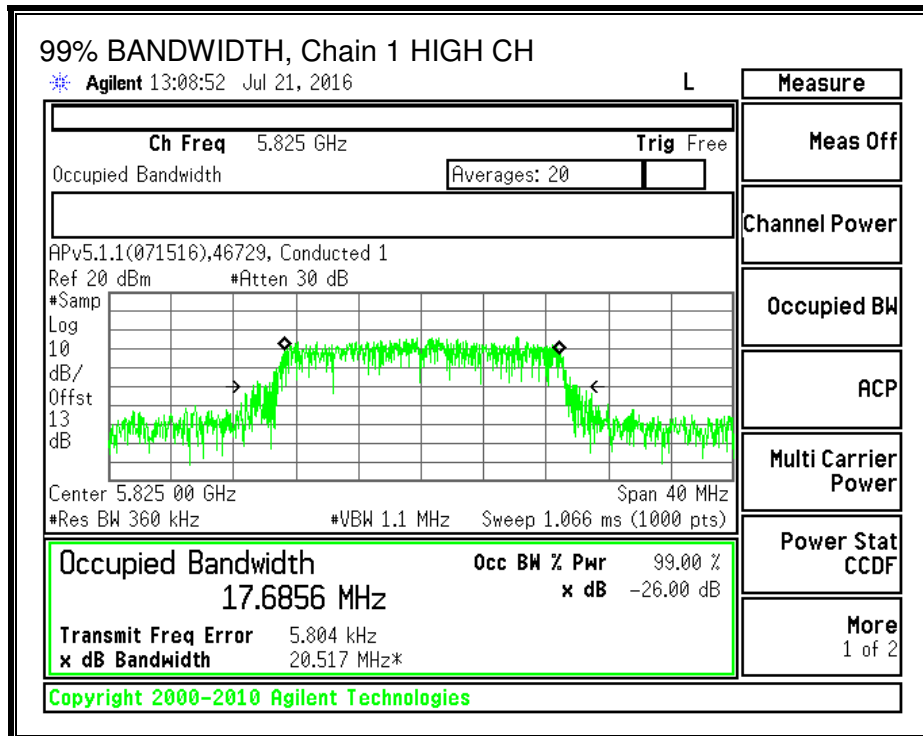 99% BANDWIDTH, Chain 1 HIGH CH
Agilent 13:08:52 Jul 21, 2016 L
Measure
Ch Freq 5.825 GHz Trig Free
Occupied Bandwidth Averages: 20
Meas Off
Channel Power
Occupied BW
ACP
Multi Carrier
Power
Power Stat
CCDF
More
1 of 2
APv5.1.1(071516),46729, Conducted 1
Ref 20 dBm #Atten 30 dB
#Samp
Log
10
dB/
Offst
13
dB
Center 5.825 00 GHz Span 40 MHz
#Res BW 360 kHz #VBW 1.1 MHz Sweep 1.066 ms (1000 pts)
Occupied Bandwidth Occ BW % Pwr 99.00 %
17.6856 MHz x dB -26.00 dB
Transmit Freq Error 5.804 kHz
x dB Bandwidth 20.517 MHz*
Copyright 2000-2010 Agilent Technologies